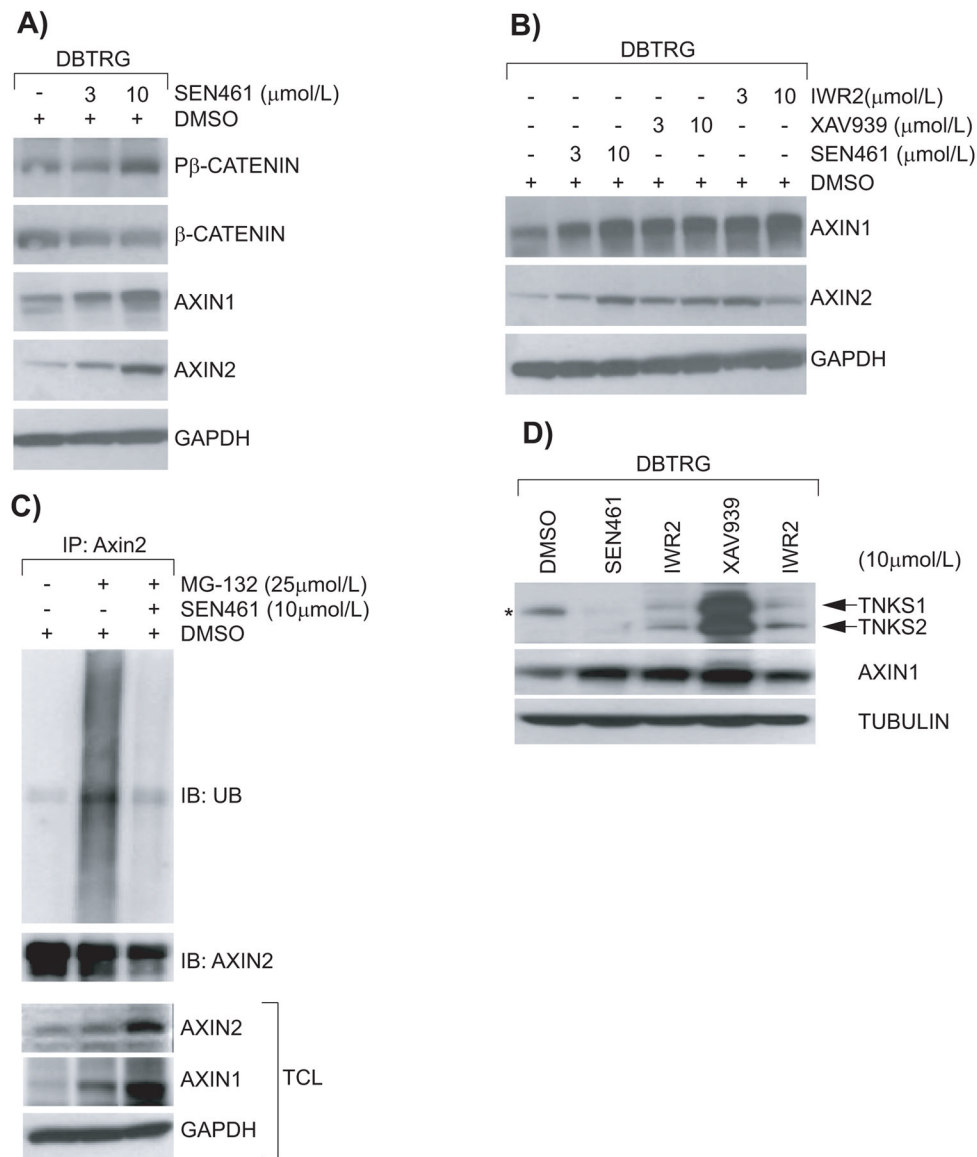 A)
DBTRG
- 3 10 SEN461 (μmol/L)
+ + + DMSO
Pβ-CATENIN
β-CATENIN
AXIN1
AXIN2
GAPDH
B)
DBTRG
- - - - - 3 10 IWR2(μmol/L)
- - - 3 10 - - XAV939 (μmol/L)
- 3 10 - - - - SEN461 (μmol/L)
+ + + + + + + DMSO
AXIN1
AXIN2
GAPDH
C)
IP: Axin2
- + + MG-132 (25μmol/L)
- - + SEN461 (10μmol/L)
+ + + DMSO
IB: UB
IB: AXIN2
AXIN2
AXIN1
GAPDH
TCL
D)
DBTRG
DMSO SEN461 IWR2 XAV939 IWR2 (10μmol/L)
* TNKS1
TNKS2
AXIN1
TUBULIN